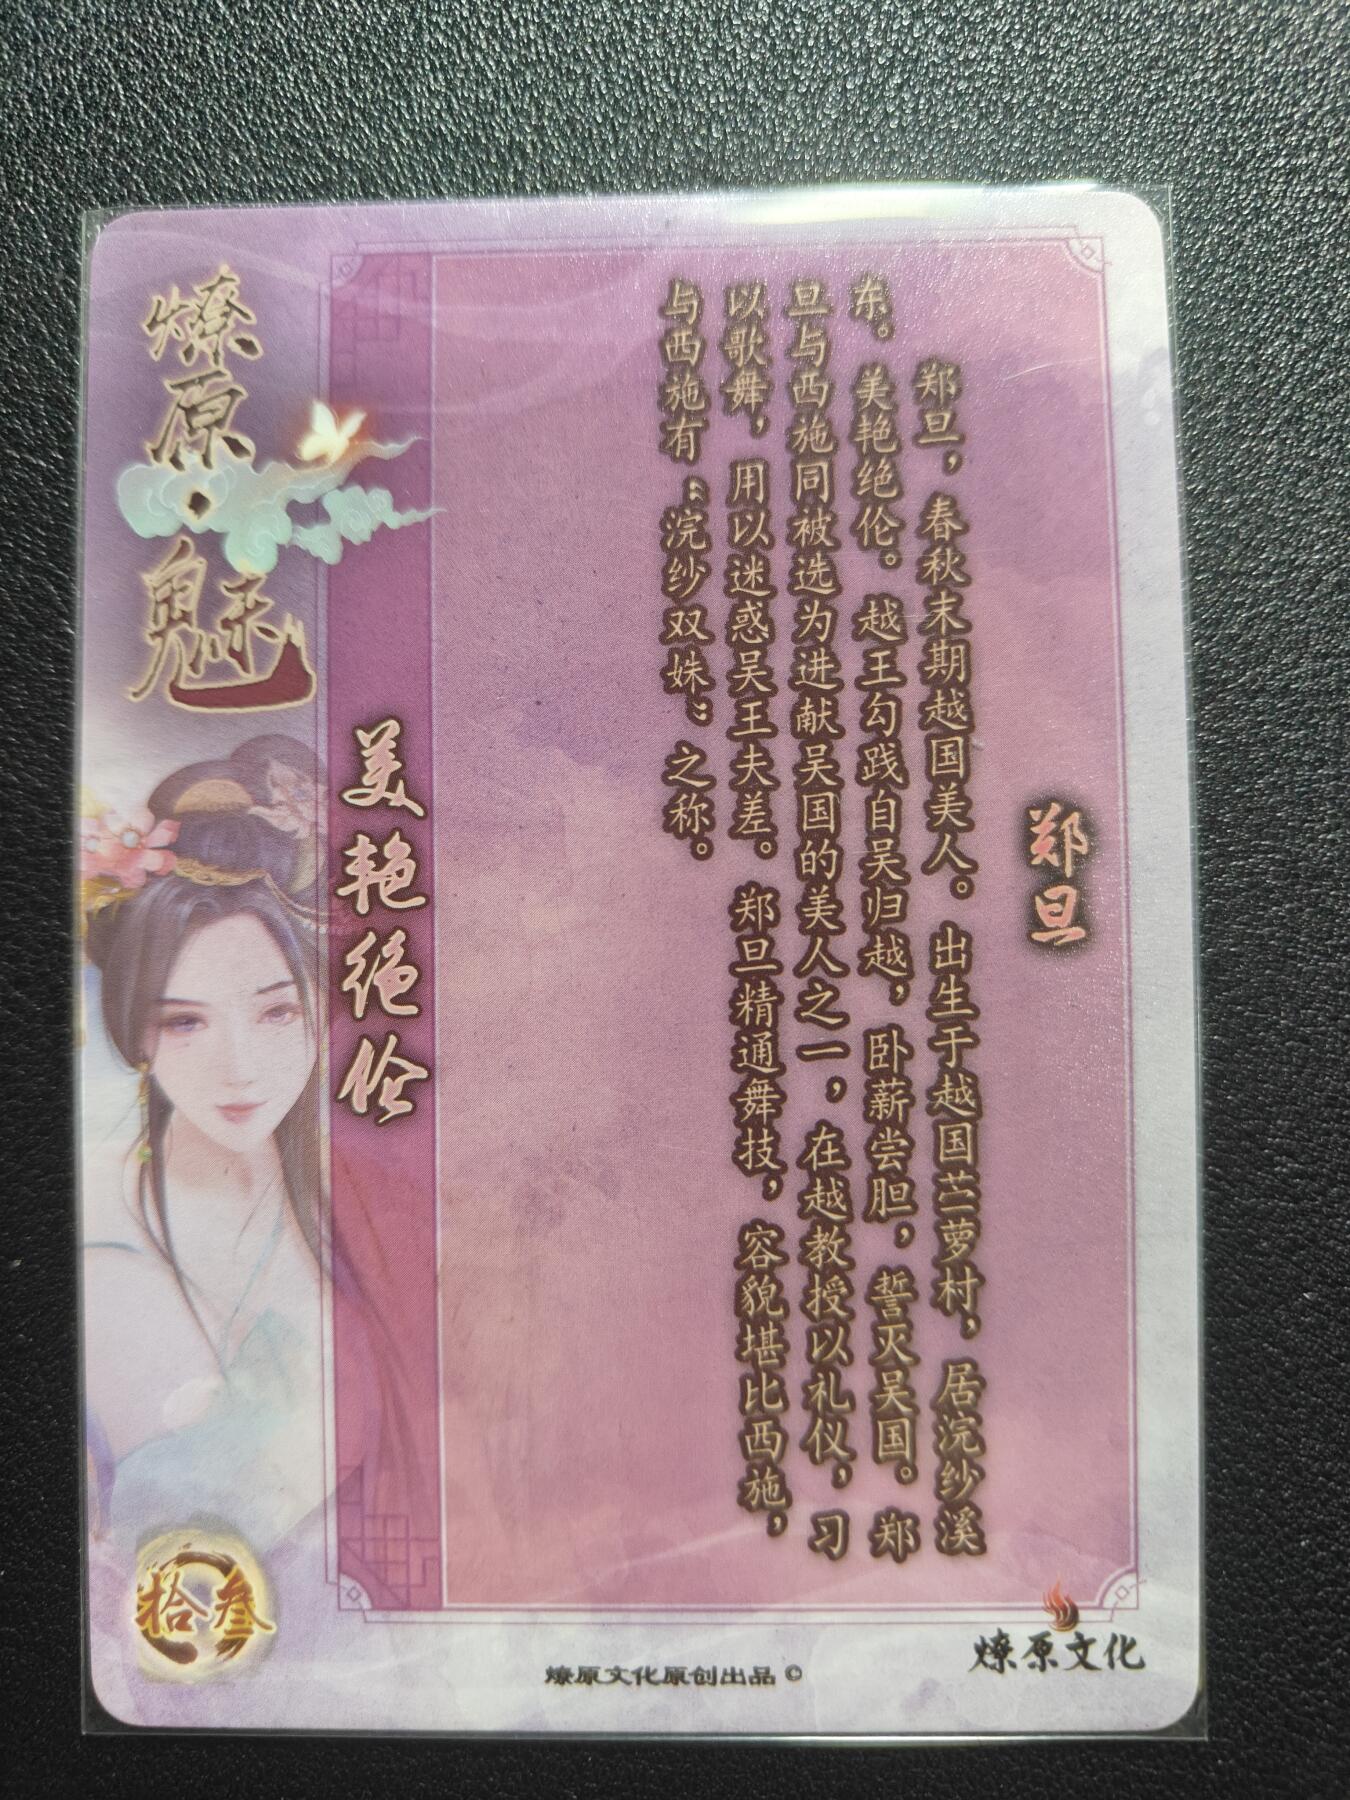 郑旦
郑旦，春秋末期越国美人。出生于越国苎萝村，居浣纱溪
东。美艳绝伦。越王勾践自吴归越，卧薪尝胆，誓灭吴国。郑
旦与西施同被选为进献吴国的美人之一，在越教授以礼仪，习
以歌舞，用以迷惑吴王夫差。郑旦精通舞技，容貌堪比西施，
与西施有“浣纱双姝”之称。
美艳绝伦
燎原·魅
拾叁
燎原文化原创出品 ©
燎原文化